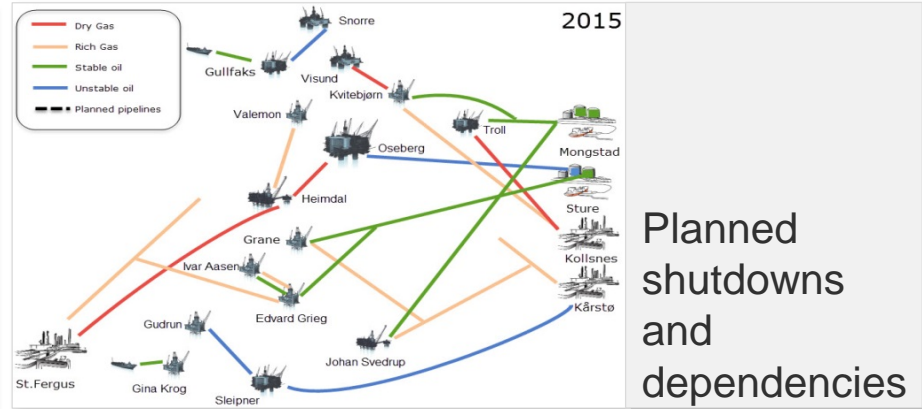 Dry Gas
Rich Gas
Stable oil
Unstable oil
Planned pipelines
2015
Snorre
Gullfaks
Visund
Kvitebjørn
Valemon
Troll
Mongstad
Oseberg
Sture
Heimdal
Grane
Kollsnes
Ivar Aasen
Edvard Grieg
Kårstø
Gudrun
Johan Svedrup
St.Fergus
Gina Krog
Sleipner
Planned
shutdowns
and
dependencies